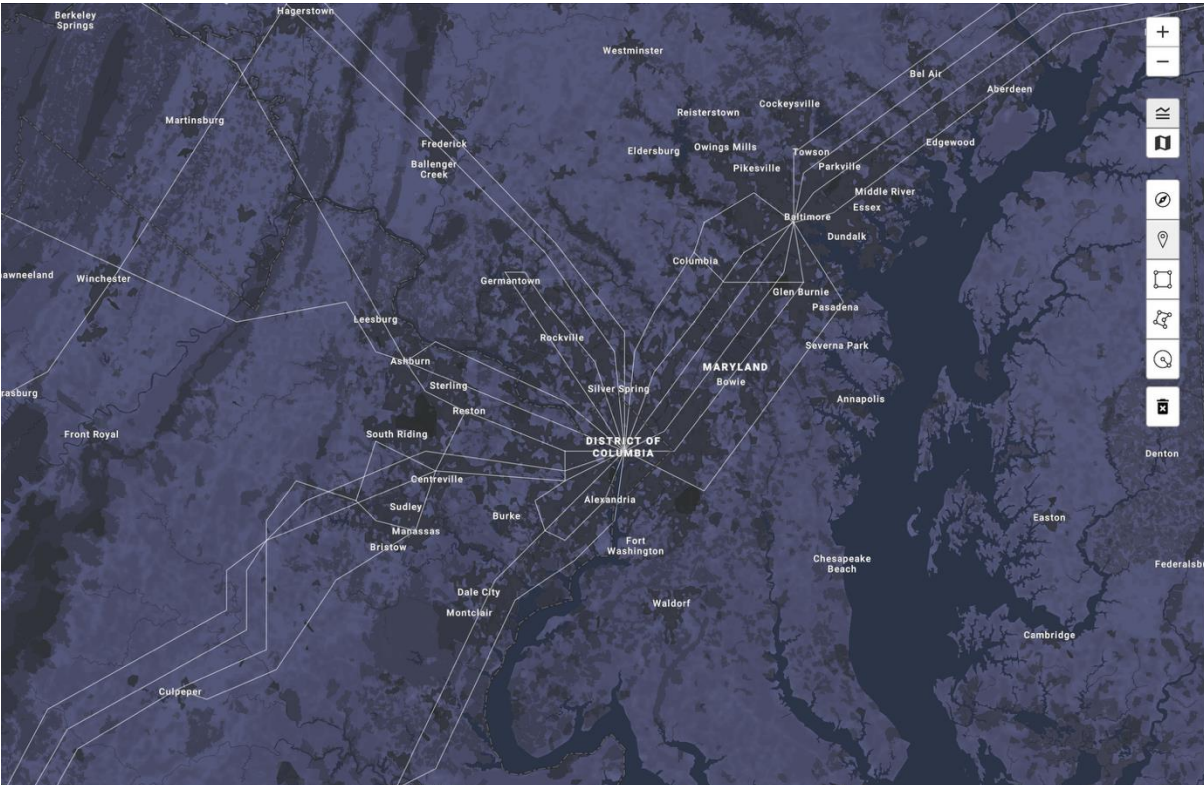 Hagerstown
Berkeley
Springs
Westminster
Bel Air
Aberdeen
Cockeysville
Reisterstown
Martinsburg
Frederick
Edgewood
Owings Mills
Eldersburg
Towson
Ballenger
Creek
Pikesville
Parkville
Middle River
Essex
Baltimore
Dundalk
Columbia
awneeland
Winchester
Germantown
Glen Burnie
Pasadena
Leesburg
Rockville
Severna Park
Ashburn
MARYLAND
Bowie
Sterling
Silver Spring
rasburg
Annapolis
Reston
Front Royal
South Riding
DISTRICT OF
COLUMBIA
Denton
Centreville
Alexandria
Sudley
Burke
Easton
Manassas
Bristow
Fort
Washington
Chesapeake
Beach
Federalsbu
Dale City
Montclair
Waldorf
Cambridge
Culpeper